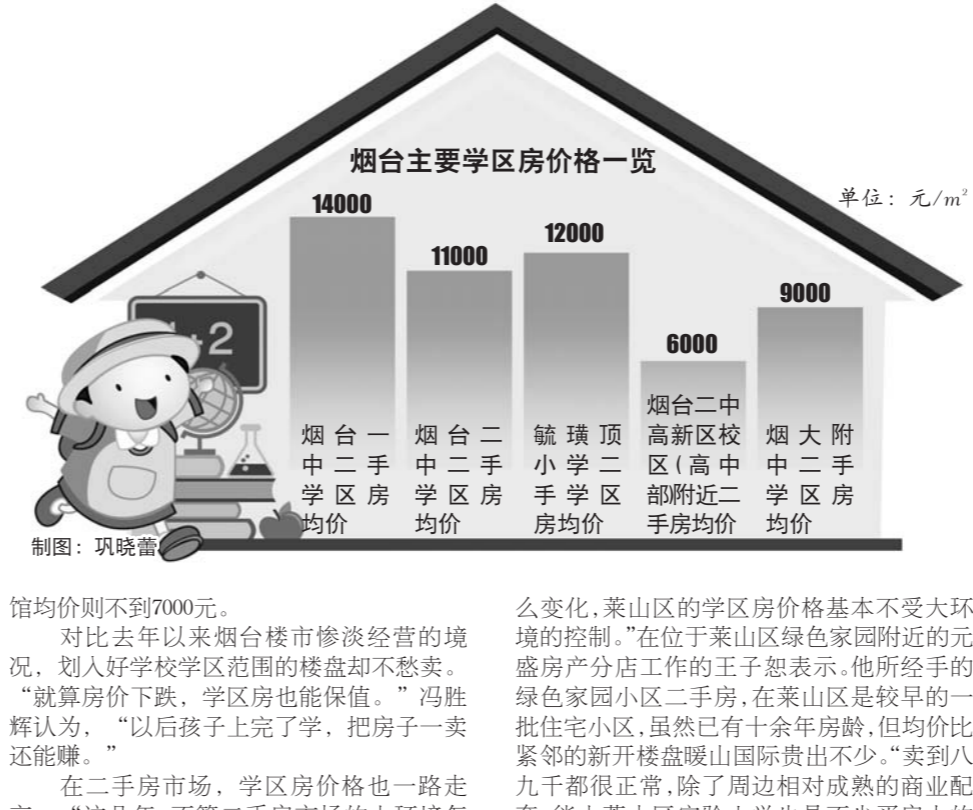 烟台主要学区房价格一览
单位：元/m²
14000
11000
12000
6000
9000
烟台一
中二手
学区房
均价
烟台二
中二手
学区房
均价
毓璜顶
小学二
手学区
房均价
烟台二中
高新区校
区(高中
部)附近二
手房均价
烟大附
中二手
学区房
均价
制图：巩晓蕾
馆均价则不到7000元。
对比去年以来烟台楼市惨淡经营的境
况，划入好学校学区范围的楼盘却不愁卖。
“就算房价下跌，学区房也能保值。”冯胜
辉认为，“以后孩子上完了学，把房子一卖
还能赚。”
在二手房市场，学区房价格也一路走
么变化，莱山区的学区房价格基本不受大环
境的控制。”在位于莱山区绿色家园附近的元
盛房产分店工作的王子恕表示。他所经手的
绿色家园小区二手房，在莱山区是较早的一
批住宅小区，虽然已有十余年房龄，但均价比
紧邻的新开楼盘暖山国际贵出不少。“卖到八
九千都很正常，除了周边相对成熟的商业配